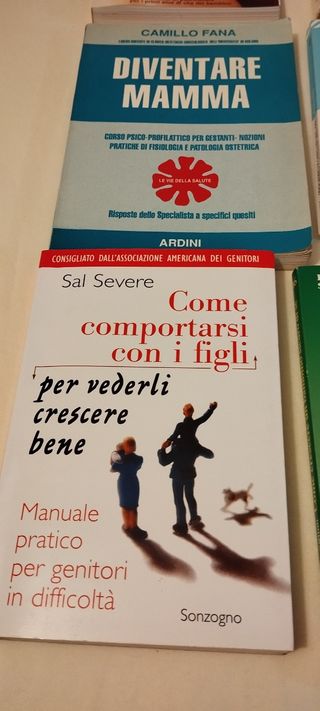 CAMILLO FANA
DIVENTARE
MAMMA
CORSO PSICO-PROFILATTICO PER GESTANTI - NOZIONI
PRATICHE DI FISIOLOGIA E PATOLOGIA OSTETRICA
LE VIE DELLA SALUTE
Risposte dello Specialista a specifici quesiti
ARDINI
CONSIGLIATO DALL'ASSOCIAZIONE AMERICANA DEI GENITORI
Sal Severe
Come
comportarsi
con i figli
per vederli
crescere
bene
Manuale
pratico
per genitori
in difficoltà
Sonzogno